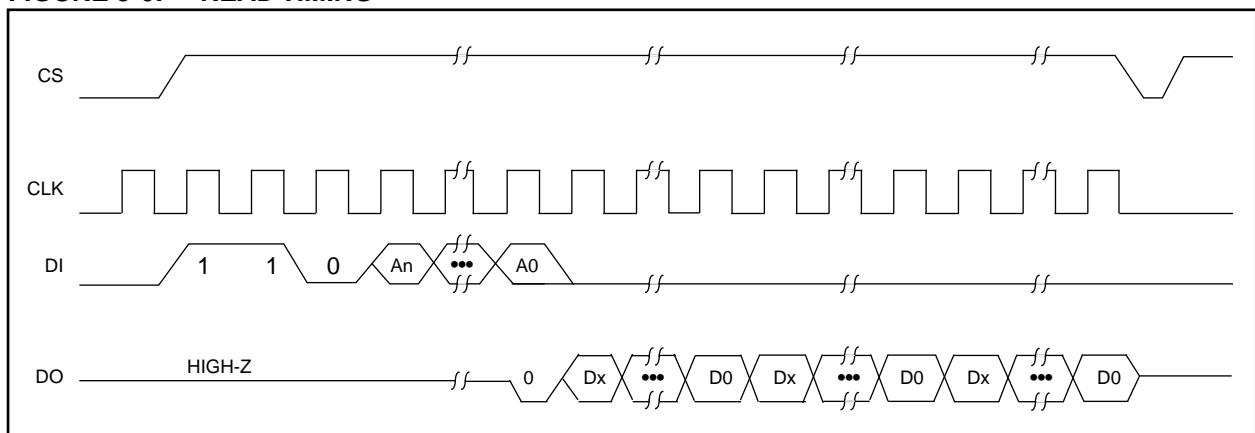 FIGURE 3-6: READ TIMING
CS
CLK
DI 1 1 0 An ••• A0
DO HIGH-Z 0 Dx ••• D0 Dx ••• D0 Dx ••• D0